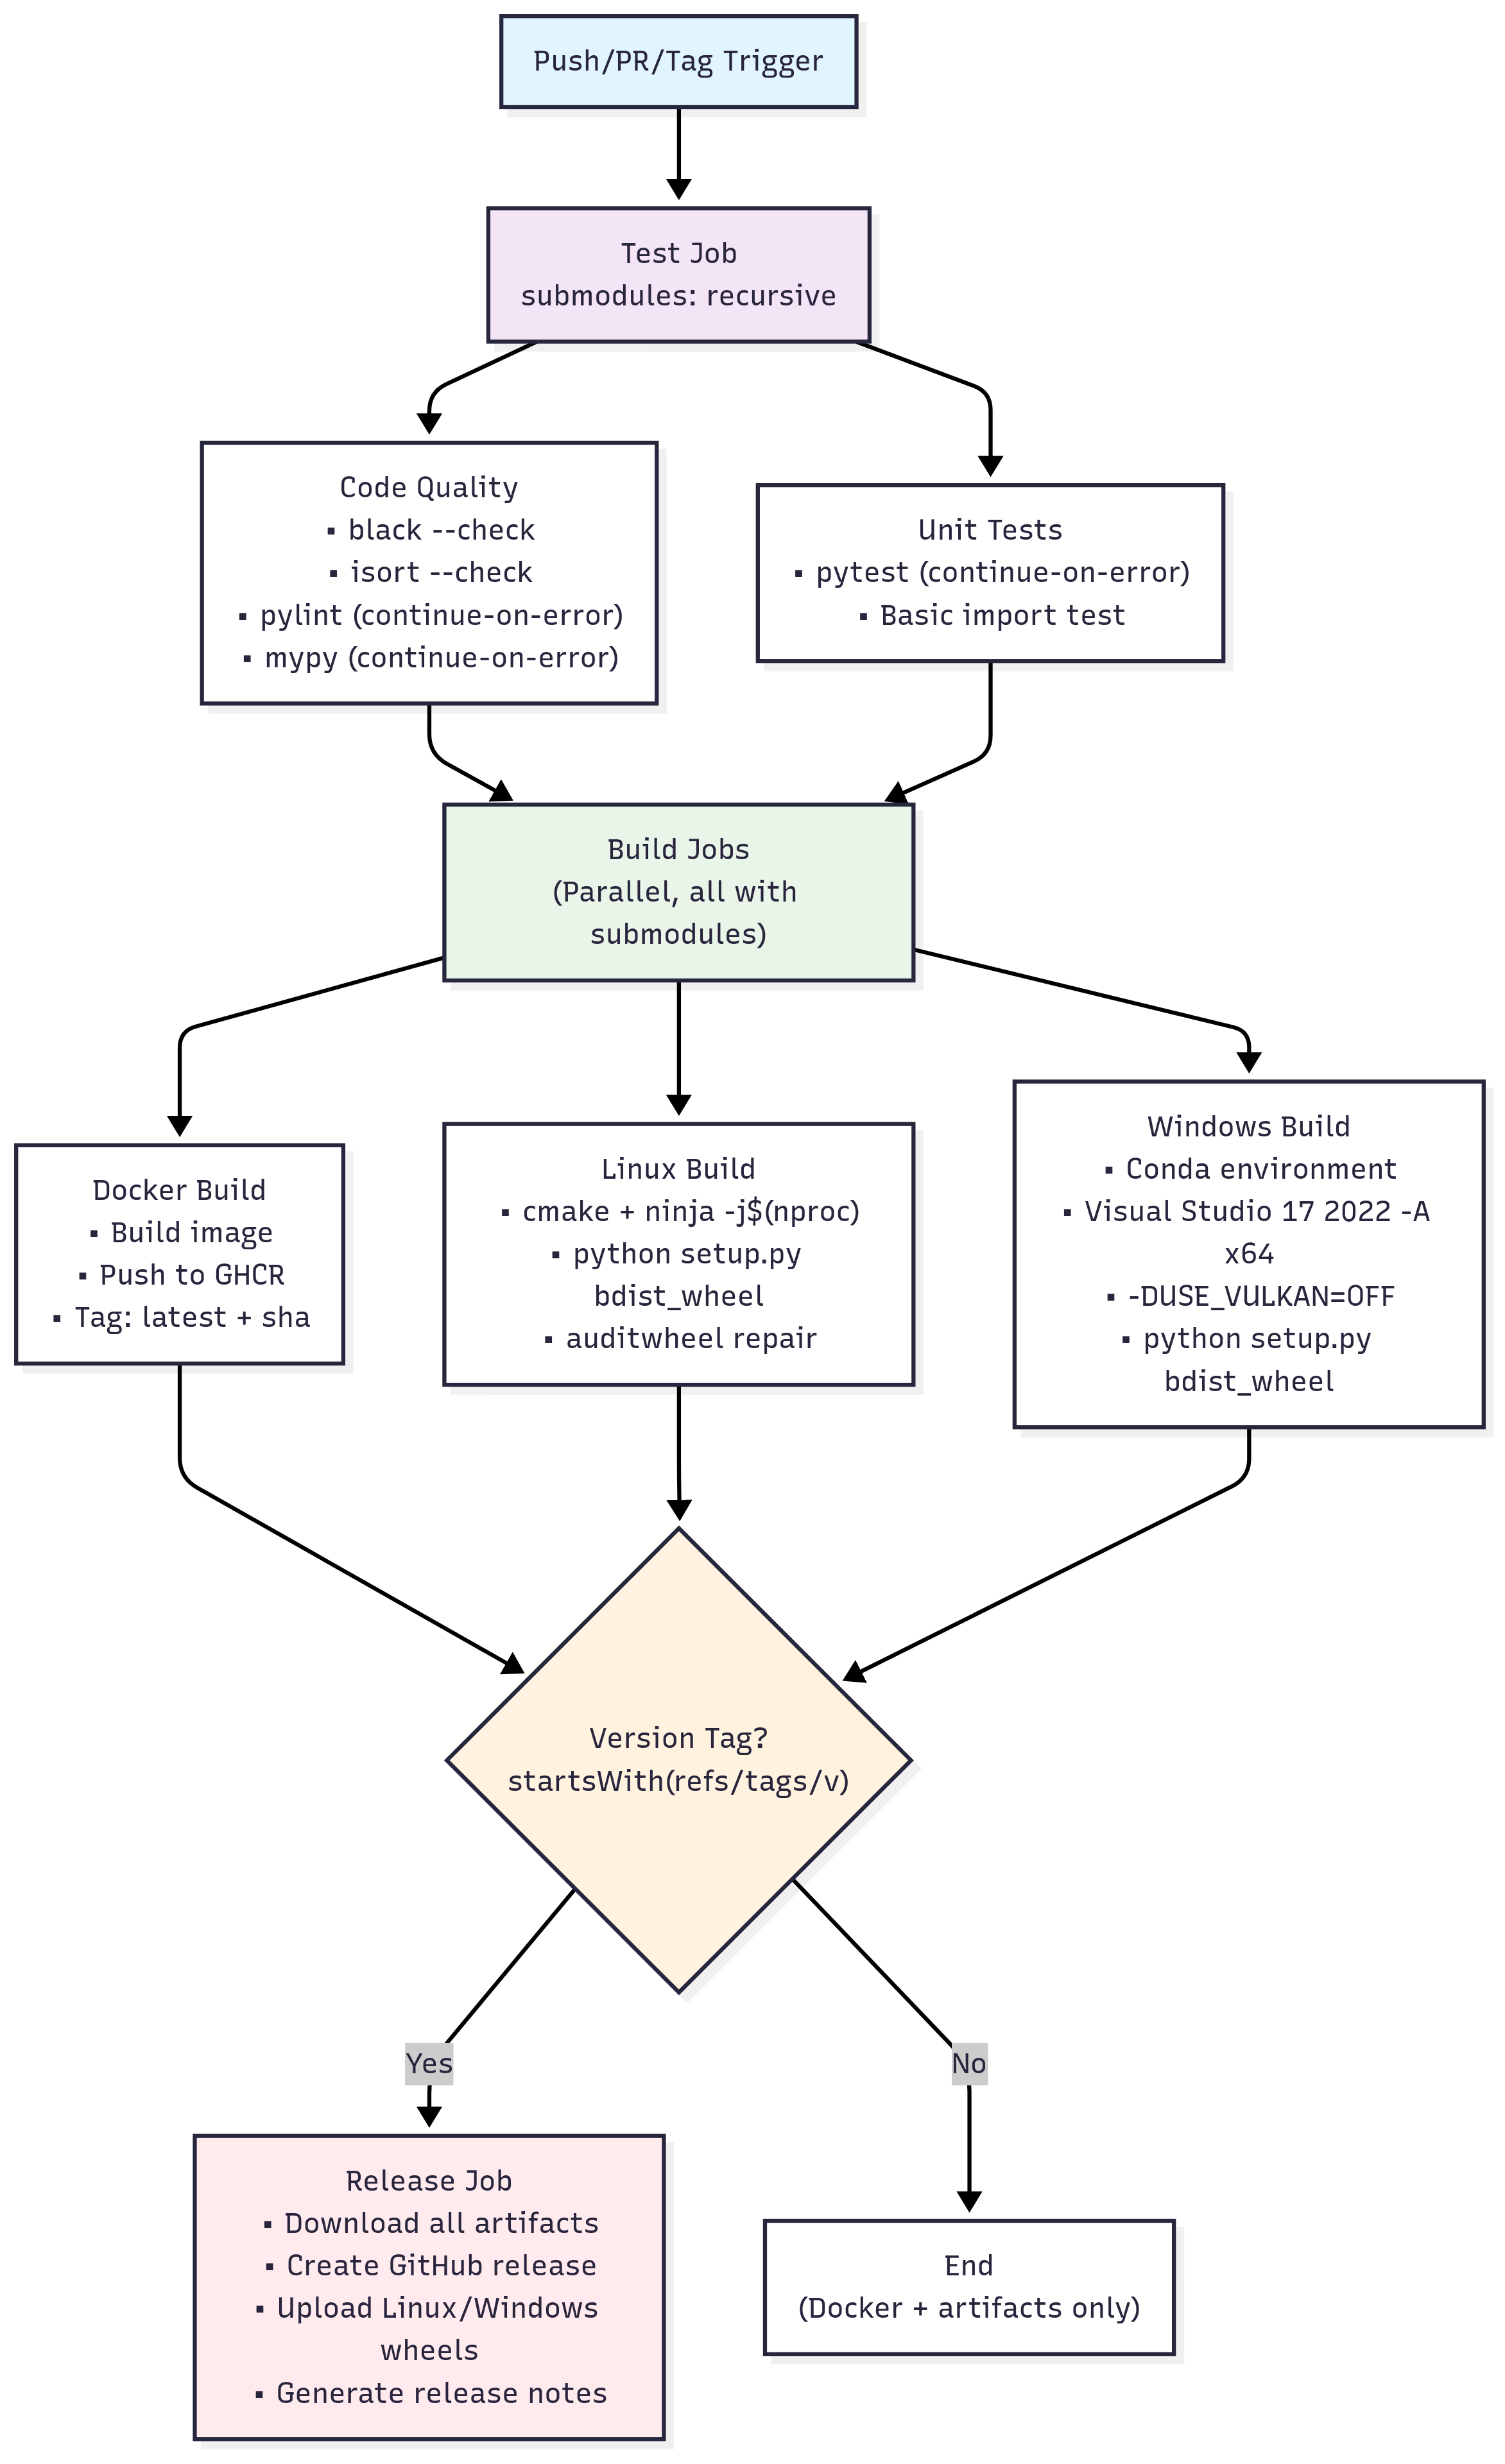 Push/PR/Tag Trigger
Test Job
submodules: recursive
Code Quality
▪ black --check
▪ isort --check
▪ pylint (continue-on-error)
▪ mypy (continue-on-error)
Unit Tests
▪ pytest (continue-on-error)
▪ Basic import test
Build Jobs
(Parallel, all with
submodules)
Docker Build
▪ Build image
▪ Push to GHCR
▪ Tag: latest + sha
Linux Build
▪ cmake + ninja -j$(nproc)
▪ python setup.py
bdist_wheel
▪ auditwheel repair
Windows Build
▪ Conda environment
▪ Visual Studio 17 2022 -A
x64
▪ -DUSE_VULKAN=OFF
▪ python setup.py
bdist_wheel
Version Tag?
startsWith(refs/tags/v)
Yes
No
Release Job
▪ Download all artifacts
▪ Create GitHub release
▪ Upload Linux/Windows
wheels
▪ Generate release notes
End
(Docker + artifacts only)